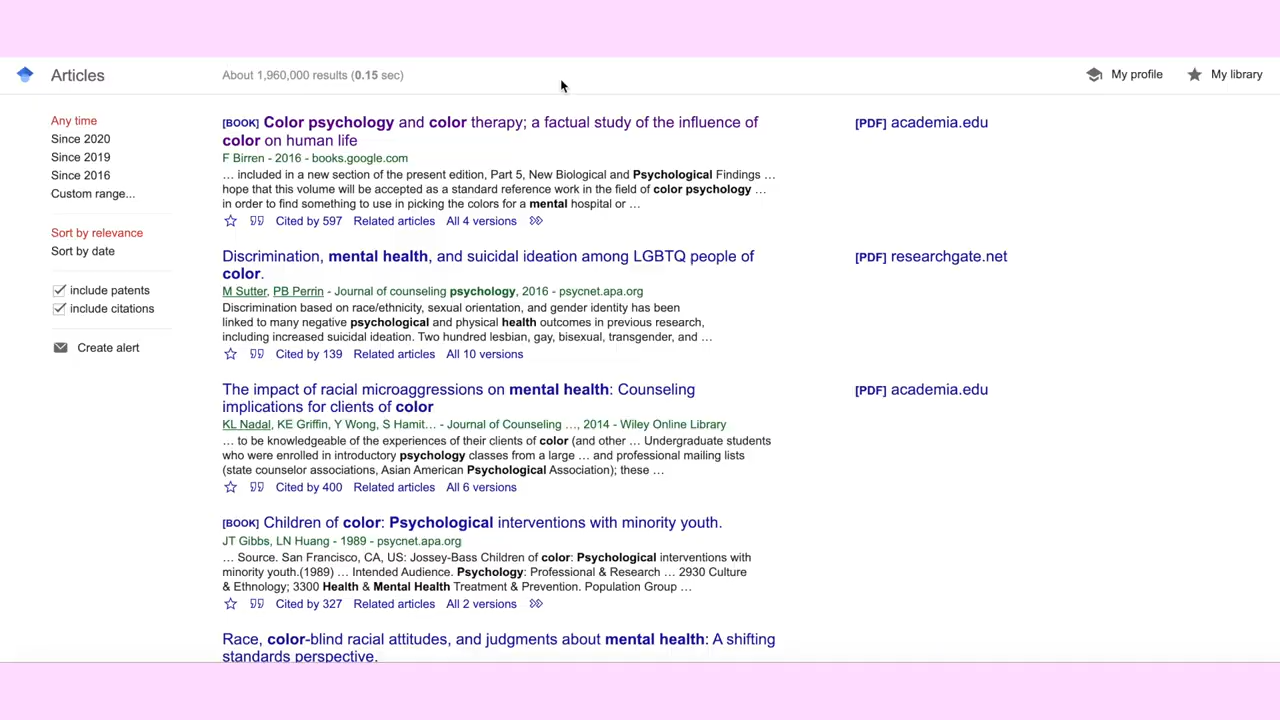 Articles
About 1,960,000 results (0.15 sec)
My profile
My library
Any time
Since 2020
Since 2019
Since 2016
Custom range...
Sort by relevance
Sort by date
include patents
include citations
Create alert
[BOOK] Color psychology and color therapy; a factual study of the influence of
color on human life
F Birren - 2016 - books.google.com
… included in a new section of the present edition, Part 5, New Biological and Psychological Findings …
hope that this volume will be accepted as a standard reference work in the field of color psychology …
in order to find something to use in picking the colors for a mental hospital or …
Cited by 597 Related articles All 4 versions
[PDF] academia.edu
Discrimination, mental health, and suicidal ideation among LGBTQ people of
color.
M Sutter, PB Perrin - Journal of counseling psychology, 2016 - psycnet.apa.org
Discrimination based on race/ethnicity, sexual orientation, and gender identity has been
linked to many negative psychological and physical health outcomes in previous research,
including increased suicidal ideation. Two hundred lesbian, gay, bisexual, transgender, and …
Cited by 139 Related articles All 10 versions
[PDF] researchgate.net
The impact of racial microaggressions on mental health: Counseling
implications for clients of color
KL Nadal, KE Griffin, Y Wong, S Hamit… - Journal of Counseling …, 2014 - Wiley Online Library
… to be knowledgeable of the experiences of their clients of color (and other … Undergraduate students
who were enrolled in introductory psychology classes from a large … and professional mailing lists
(state counselor associations, Asian American Psychological Association); these …
Cited by 400 Related articles All 6 versions
[PDF] academia.edu
[BOOK] Children of color: Psychological interventions with minority youth.
JT Gibbs, LN Huang - 1989 - psycnet.apa.org
… Source. San Francisco, CA, US: Jossey-Bass Children of color: Psychological interventions with
minority youth.(1989) … Intended Audience. Psychology: Professional & Research … 2930 Culture
& Ethnology; 3300 Health & Mental Health Treatment & Prevention. Population Group …
Cited by 327 Related articles All 2 versions
Race, color-blind racial attitudes, and judgments about mental health: A shifting
standards perspective.